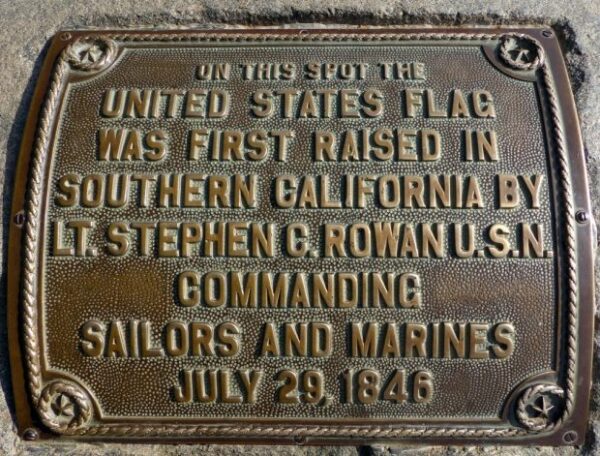 ON THIS SPOT THE
UNITED STATES FLAG
WAS FIRST RAISED IN
SOUTHERN CALIFORNIA BY
LT. STEPHEN C. ROWAN U.S.N.
COMMANDING
SAILORS AND MARINES
JULY 29, 1846